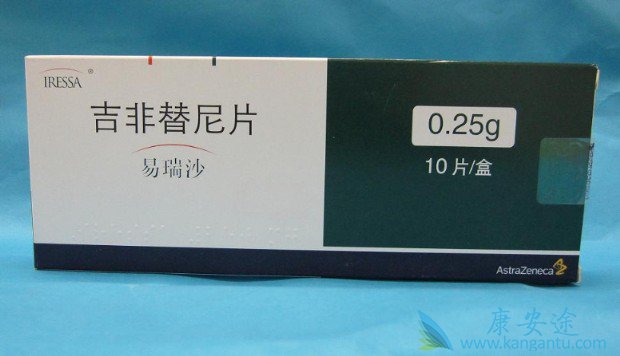 IRESSA®
吉非替尼片
易瑞沙
0.25g
10片/盒
AstraZeneca
康安途
www.kangantu.com